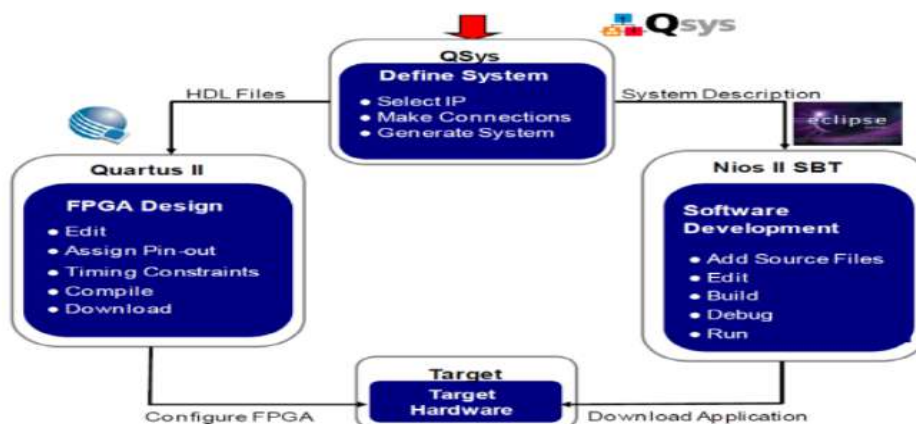 Qsys
QSys
Define System
● Select IP
● Make Connections
● Generate System
HDL Files
System Description
eclipse
Quartus II
FPGA Design
● Edit
● Assign Pin-out
● Timing Constraints
● Compile
● Download
Nios II SBT
Software
Development
● Add Source Files
● Edit
● Build
● Debug
● Run
Target
Target
Hardware
Configure FPGA
Download Application